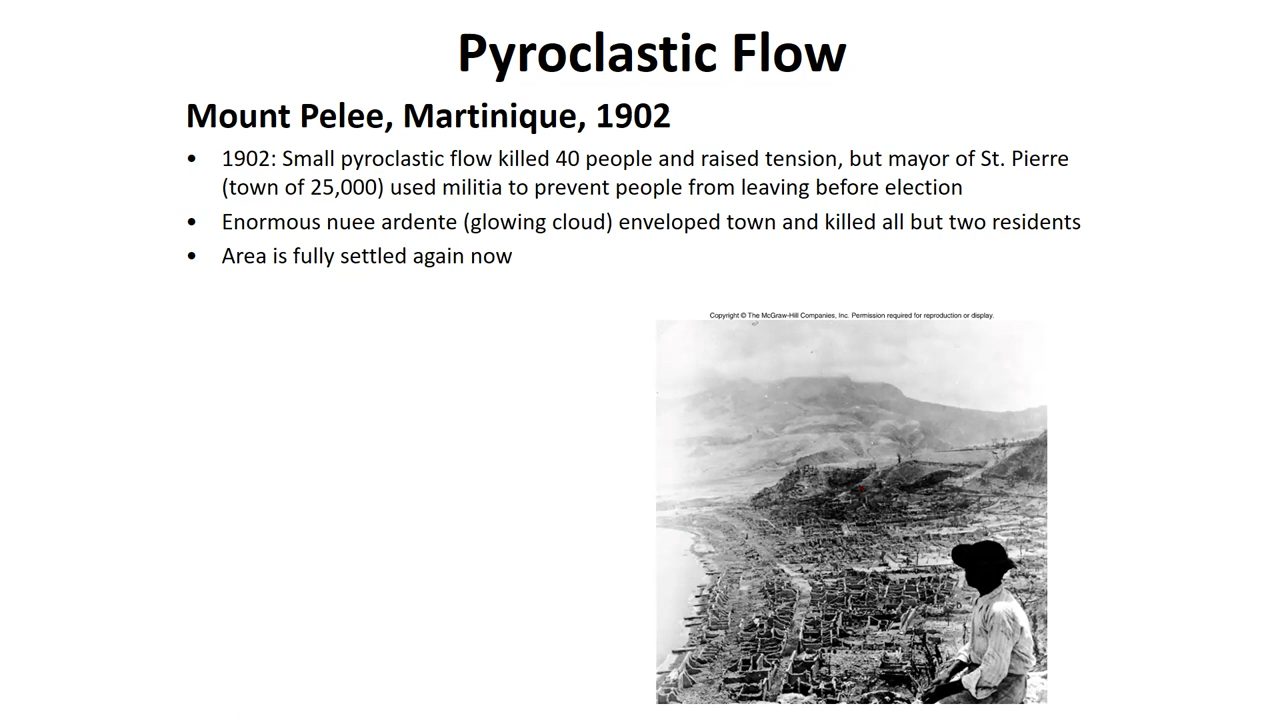 Pyroclastic Flow
Mount Pelee, Martinique, 1902
• 1902: Small pyroclastic flow killed 40 people and raised tension, but mayor of St. Pierre
(town of 25,000) used militia to prevent people from leaving before election
• Enormous nuee ardente (glowing cloud) enveloped town and killed all but two residents
• Area is fully settled again now
Copyright © The McGraw-Hill Companies, Inc. Permission required for reproduction or display.